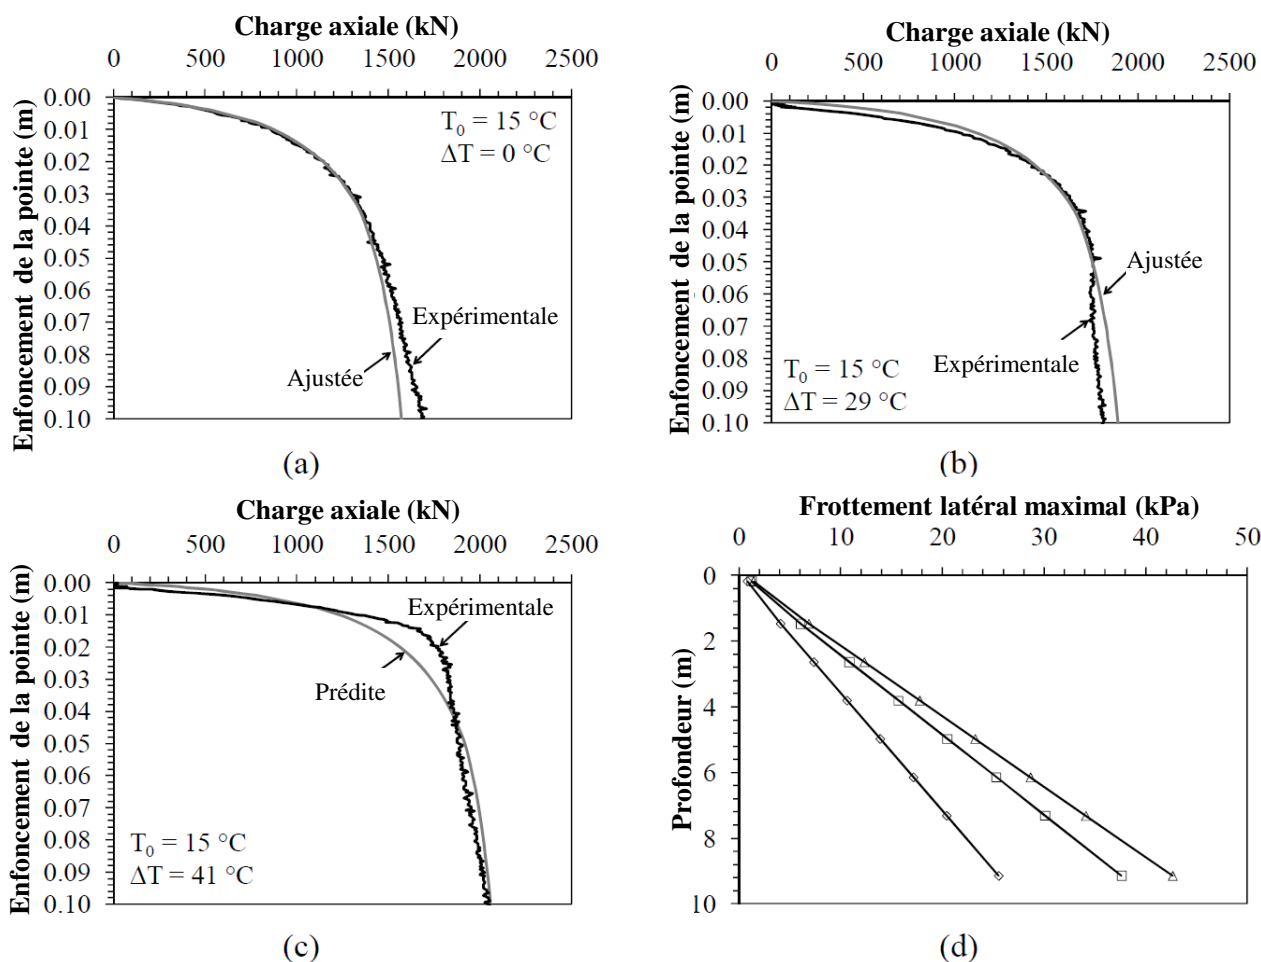 Charge axiale (kN)
0 500 1000 1500 2000 2500
Enfoncement de la pointe (m)
0.00
0.01
0.02
0.03
0.04
0.05
0.06
0.07
0.08
0.09
0.10
T0 = 15 °C
ΔT = 0 °C
Expérimentale
Ajustée
(a)
Charge axiale (kN)
0 500 1000 1500 2000 2500
Enfoncement de la pointe (m)
0.00
0.01
0.02
0.03
0.04
0.05
0.06
0.07
0.08
0.09
0.10
Ajustée
Expérimentale
T0 = 15 °C
ΔT = 29 °C
(b)
Charge axiale (kN)
0 500 1000 1500 2000 2500
Enfoncement de la pointe (m)
0.00
0.01
0.02
0.03
0.04
0.05
0.06
0.07
0.08
0.09
0.10
Expérimentale
Prédite
T0 = 15 °C
ΔT = 41 °C
(c)
Frottement latéral maximal (kPa)
0 10 20 30 40 50
Profondeur (m)
0
2
4
6
8
10
(d)